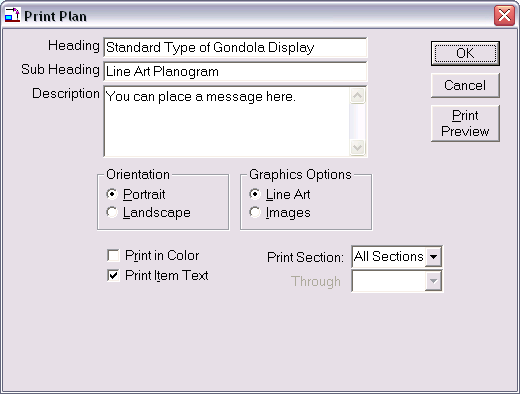 Print Plan
Heading Standard Type of Gondola Display
Sub Heading Line Art Planogram
Description You can place a message here.
OK
Cancel
Print
Preview
Orientation
Portrait
Landscape
Graphics Options
Line Art
Images
Print in Color
Print Item Text
Print Section: All Sections
Through